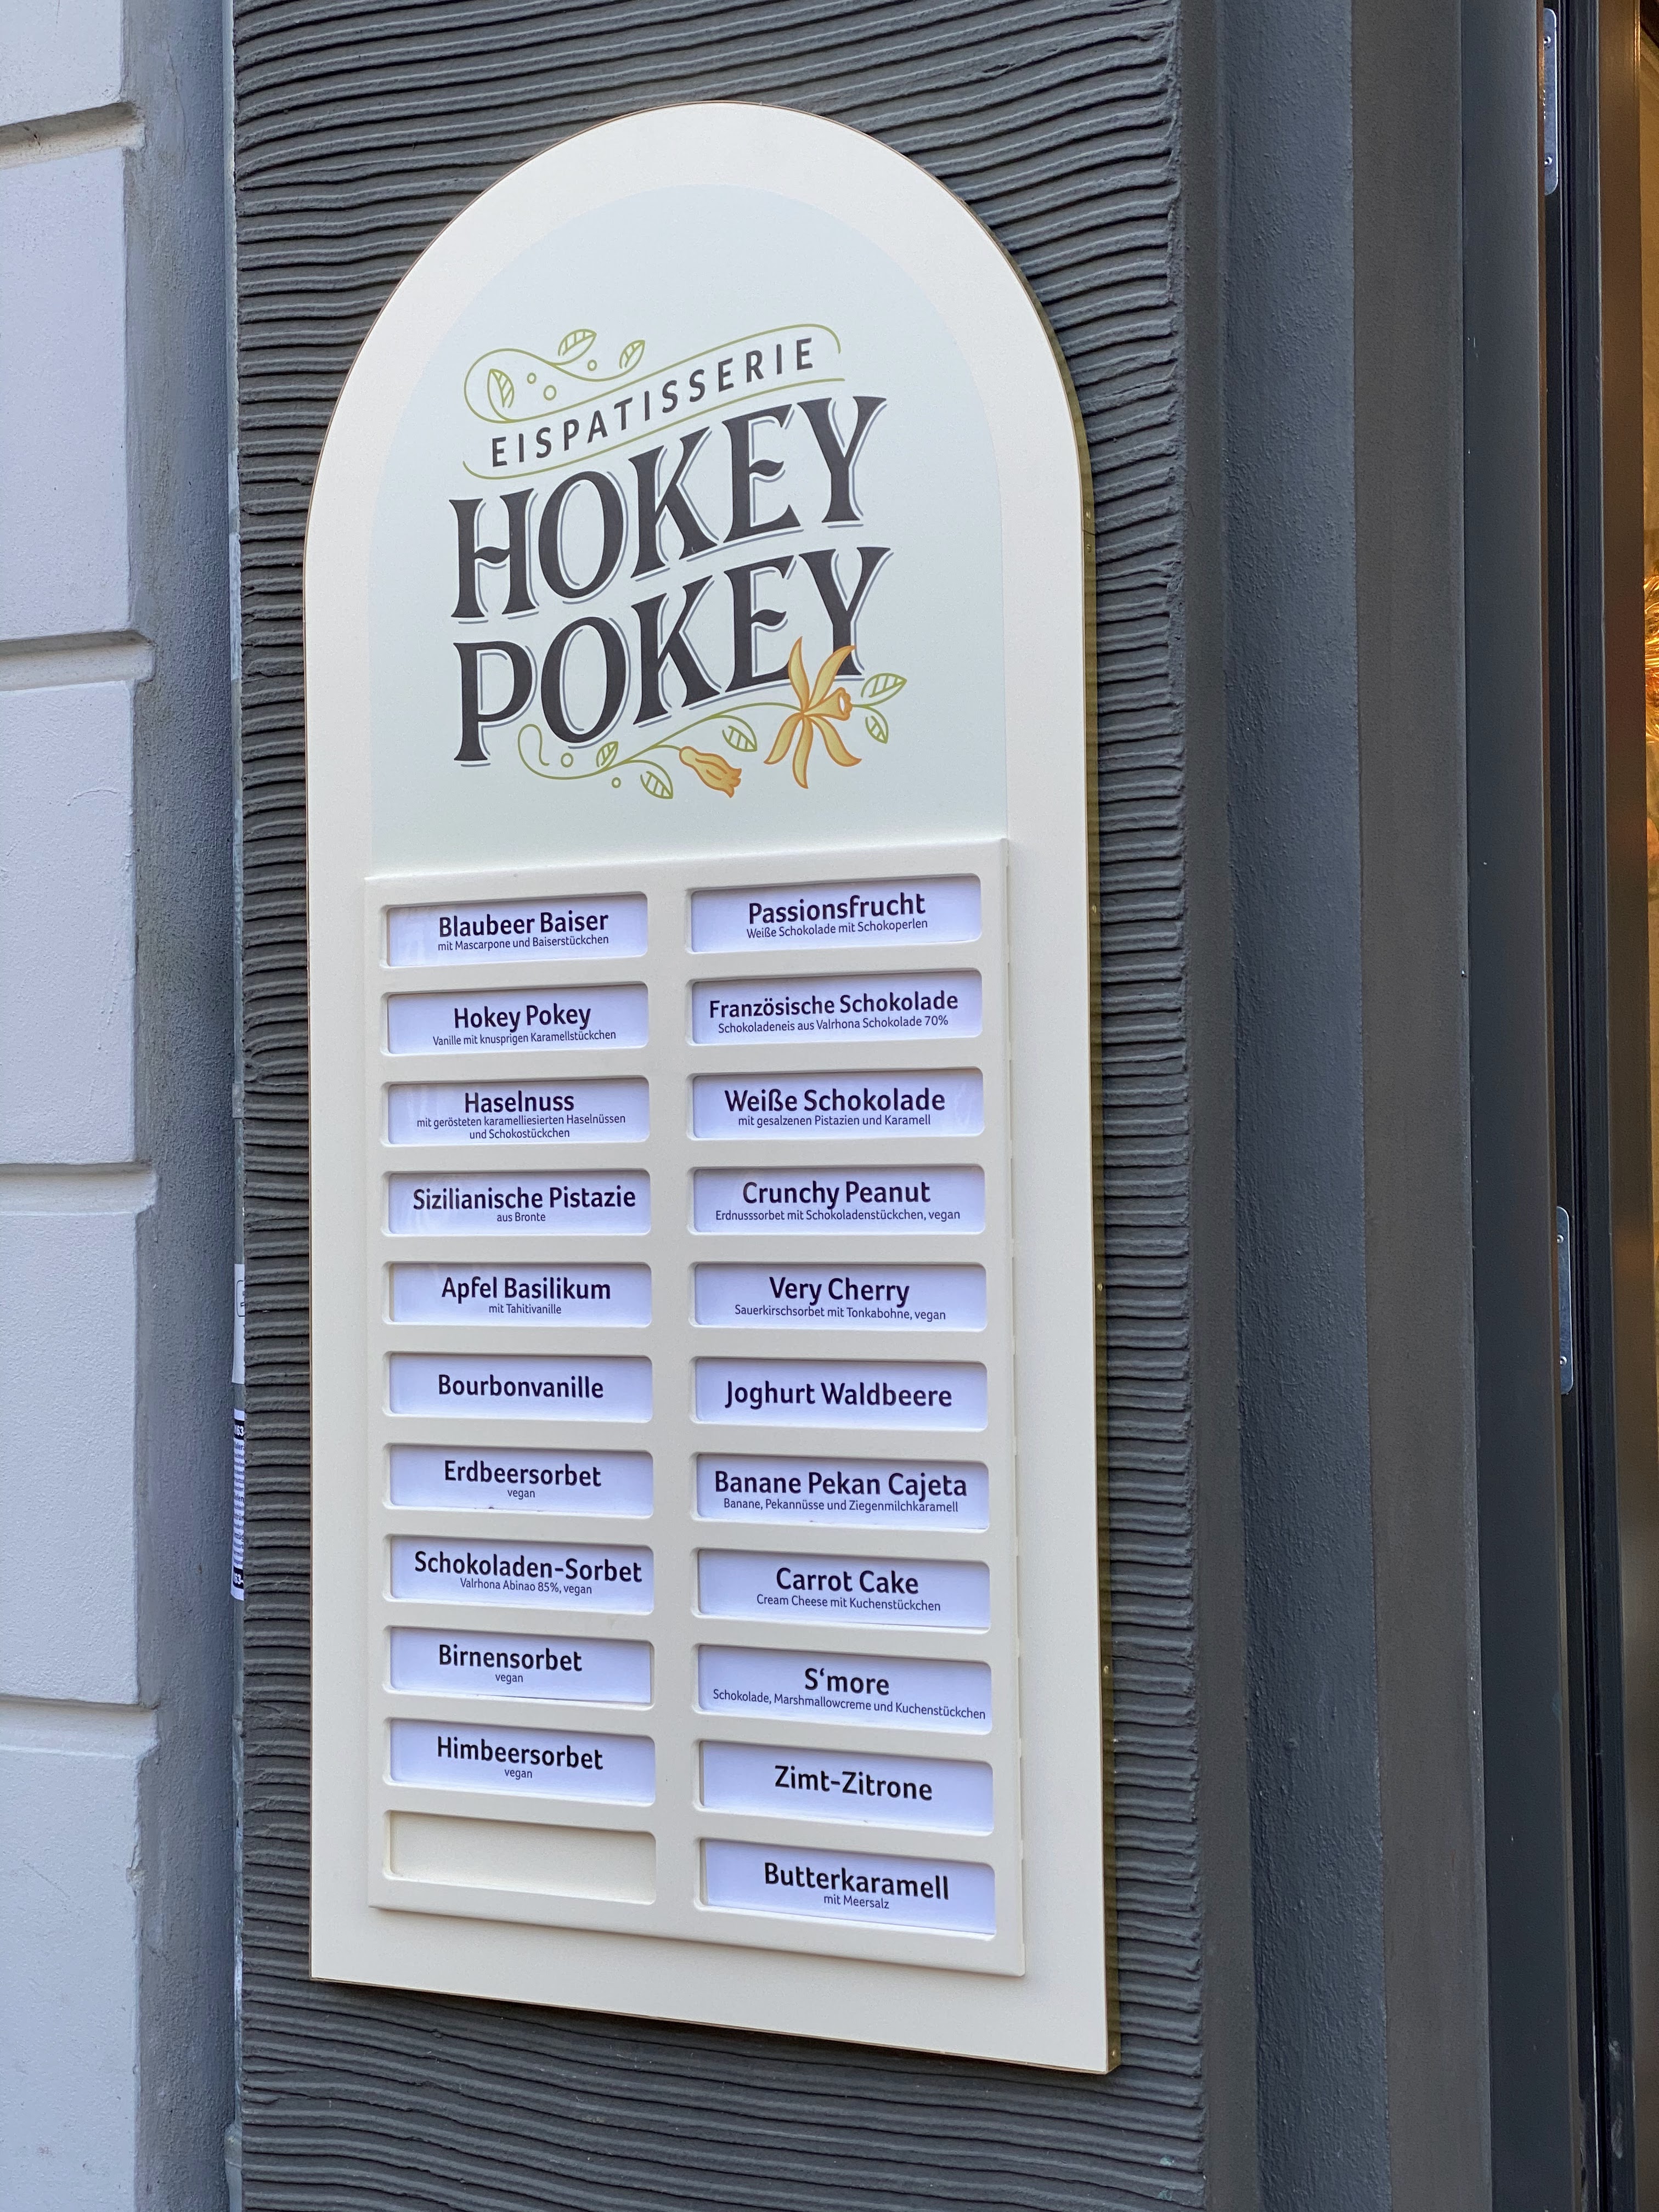 EISPATISSERIE
HOKEY
POKEY
Blaubeer Baiser
mit Mascarpone und Baiserstückchen
Hokey Pokey
Vanille mit knusprigen Karamellstückchen
Haselnuss
mit gerösteten karamelliesierten Haselnüssen
und Schokostückchen
Sizilianische Pistazie
aus Bronte
Apfel Basilikum
mit Tahitivanille
Bourbonvanille
Erdbeersorbet
vegan
Schokoladen-Sorbet
Valrhona Abinao 85%, vegan
Birnensorbet
vegan
Himbeersorbet
vegan
Passionsfrucht
Weiße Schokolade mit Schokoperlen
Französische Schokolade
Schokoladeneis aus Valrhona Schokolade 70%
Weiße Schokolade
mit gesalzenen Pistazien und Karamell
Crunchy Peanut
Erdnusssorbet mit Schokoladenstückchen, vegan
Very Cherry
Sauerkirschsorbet mit Tonkabohne, vegan
Joghurt Waldbeere
Banane Pekan Cajeta
Banane, Pekannüsse und Ziegenmilchkaramell
Carrot Cake
Cream Cheese mit Kuchenstückchen
S‘more
Schokolade, Marshmallowcreme und Kuchenstückchen
Zimt-Zitrone
Butterkaramell
mit Meersalz